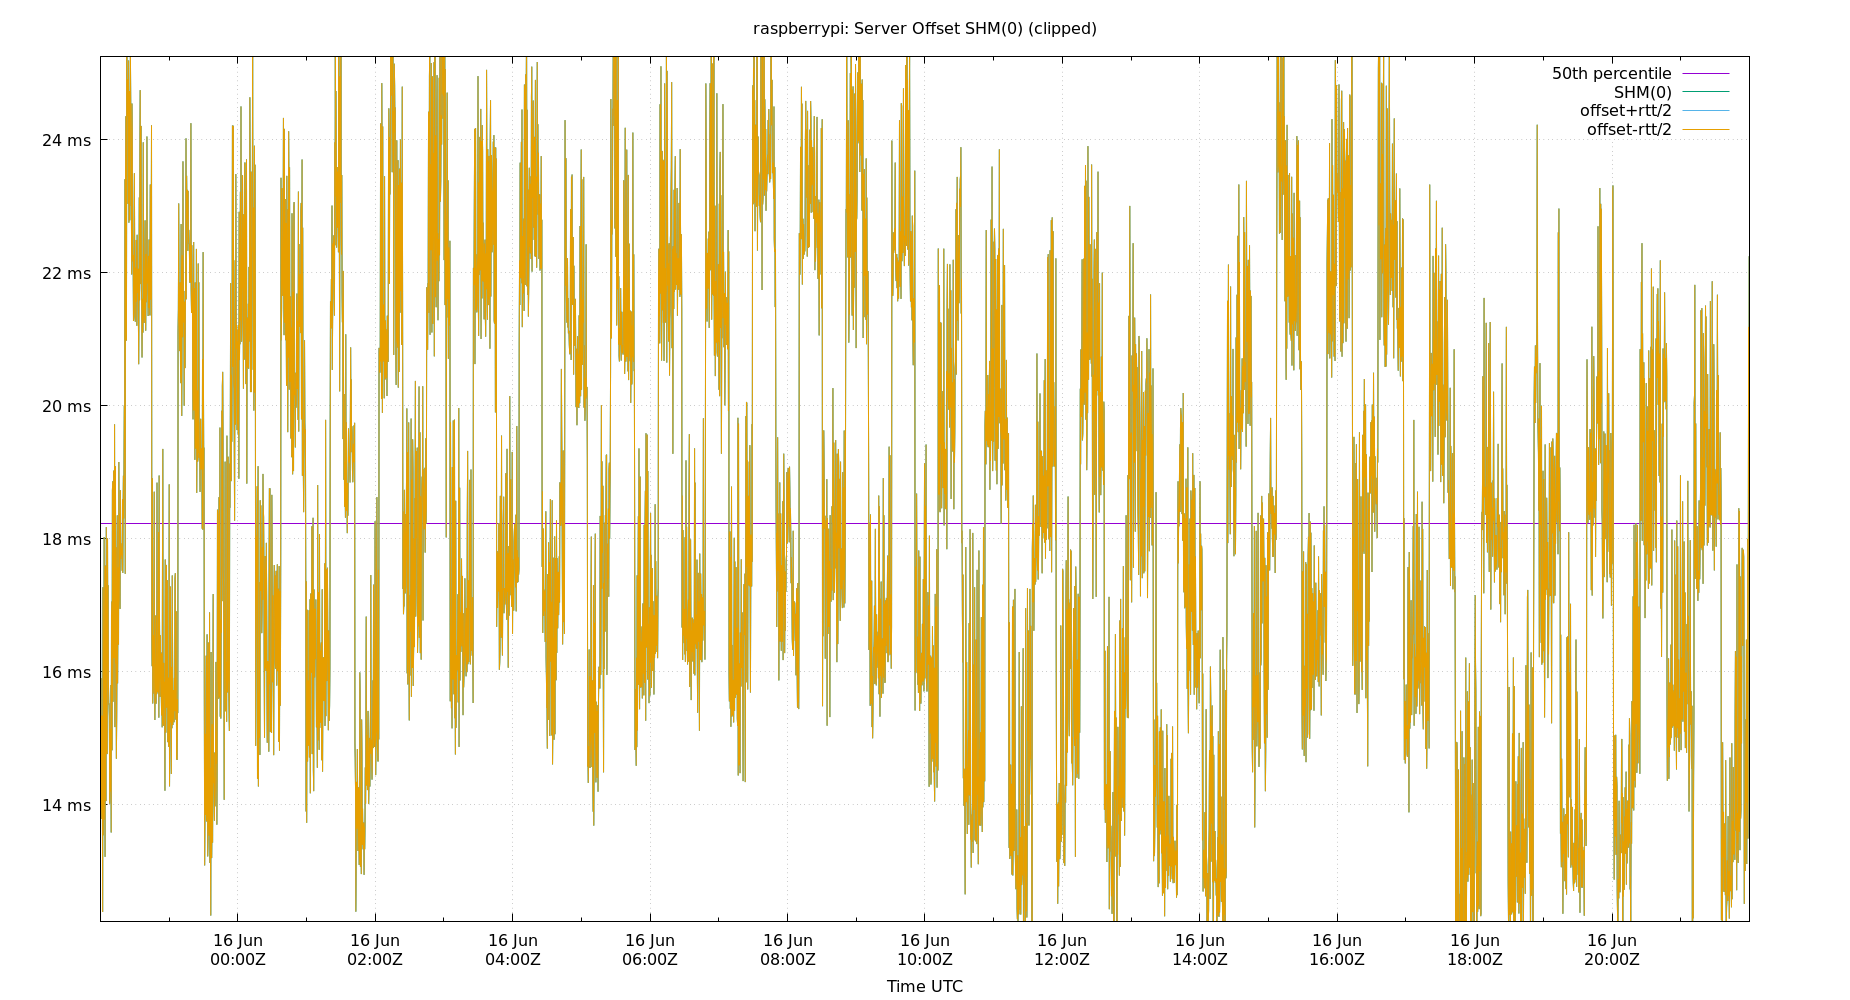 raspberrypi: Server Offset SHM(0) (clipped)
50th percentile
SHM(0)
offset+rtt/2
offset-rtt/2
24 ms
22 ms
20 ms
18 ms
16 ms
14 ms
16 Jun 16 Jun 16 Jun 16 Jun 16 Jun 16 Jun 16 Jun 16 Jun 16 Jun 16 Jun 16 Jun
00:00Z 02:00Z 04:00Z 06:00Z 08:00Z 10:00Z 12:00Z 14:00Z 16:00Z 18:00Z 20:00Z
Time UTC